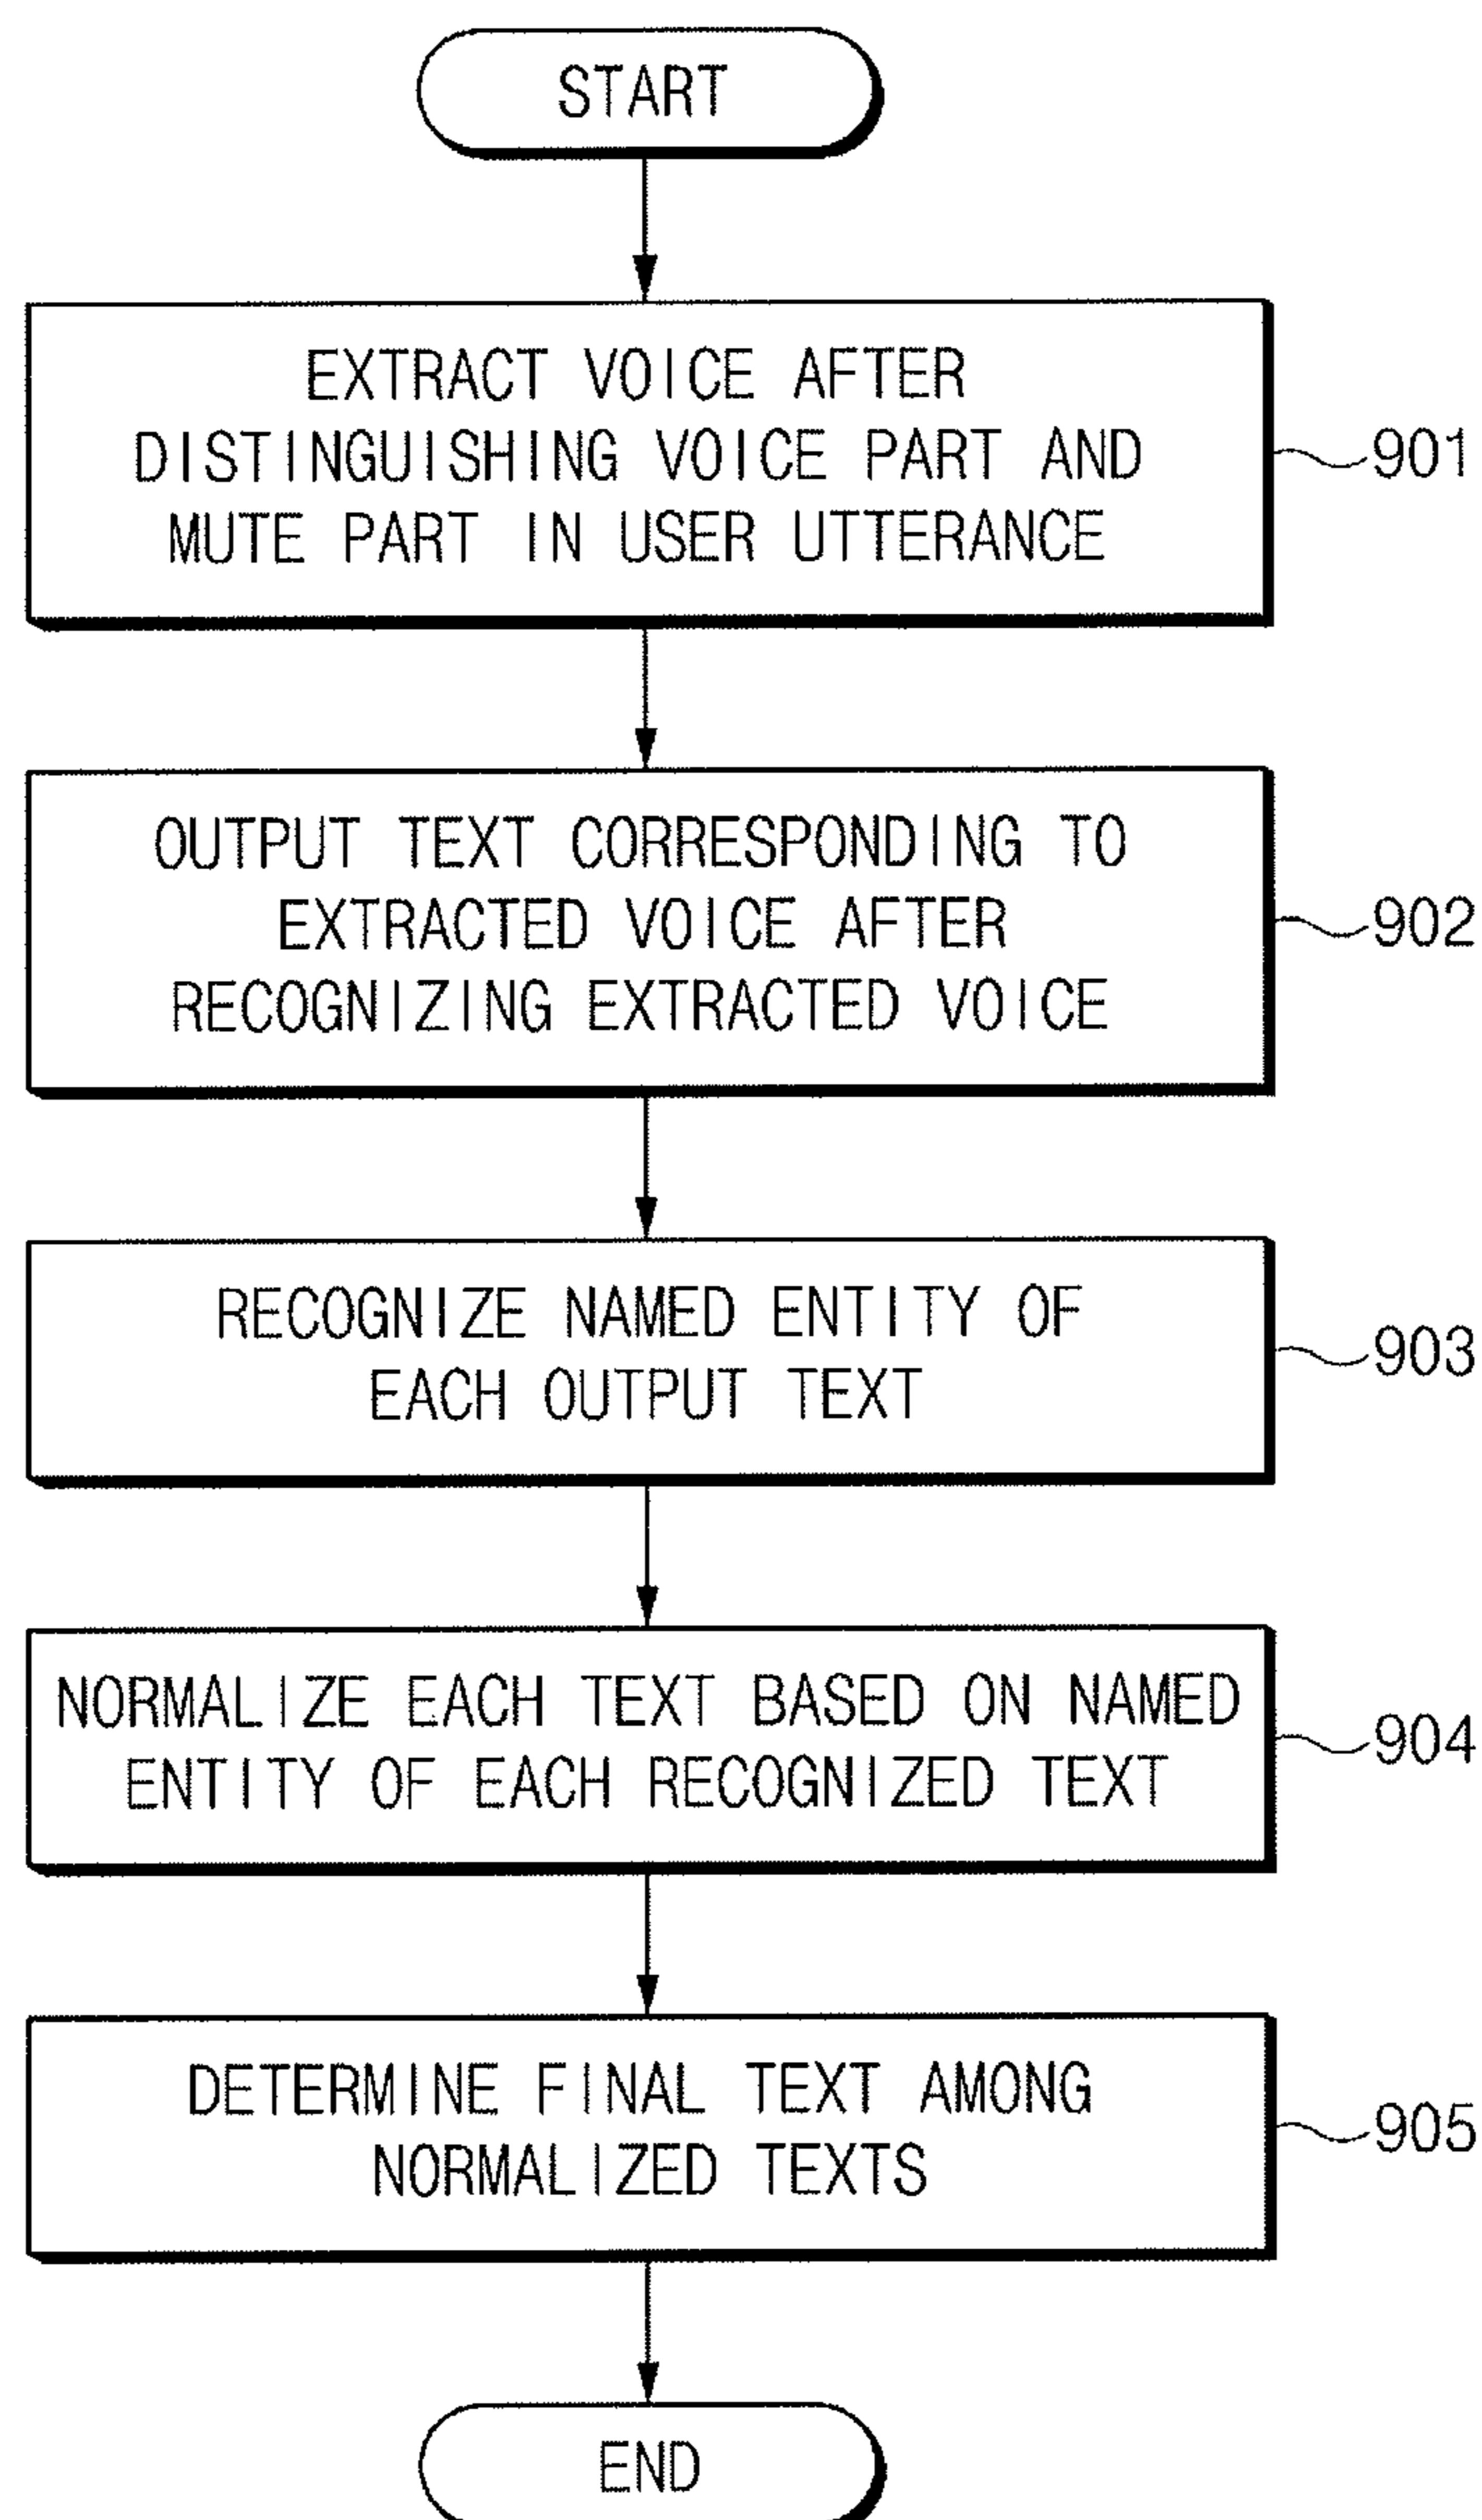 START
EXTRACT VOICE AFTER
DISTINGUISHING VOICE PART AND
MUTE PART IN USER UTTERANCE
901
OUTPUT TEXT CORRESPONDING TO
EXTRACTED VOICE AFTER
RECOGNIZING EXTRACTED VOICE
902
RECOGNIZE NAMED ENTITY OF
EACH OUTPUT TEXT
903
NORMALIZE EACH TEXT BASED ON NAMED
ENTITY OF EACH RECOGNIZED TEXT
904
DETERMINE FINAL TEXT AMONG
NORMALIZED TEXTS
905
END